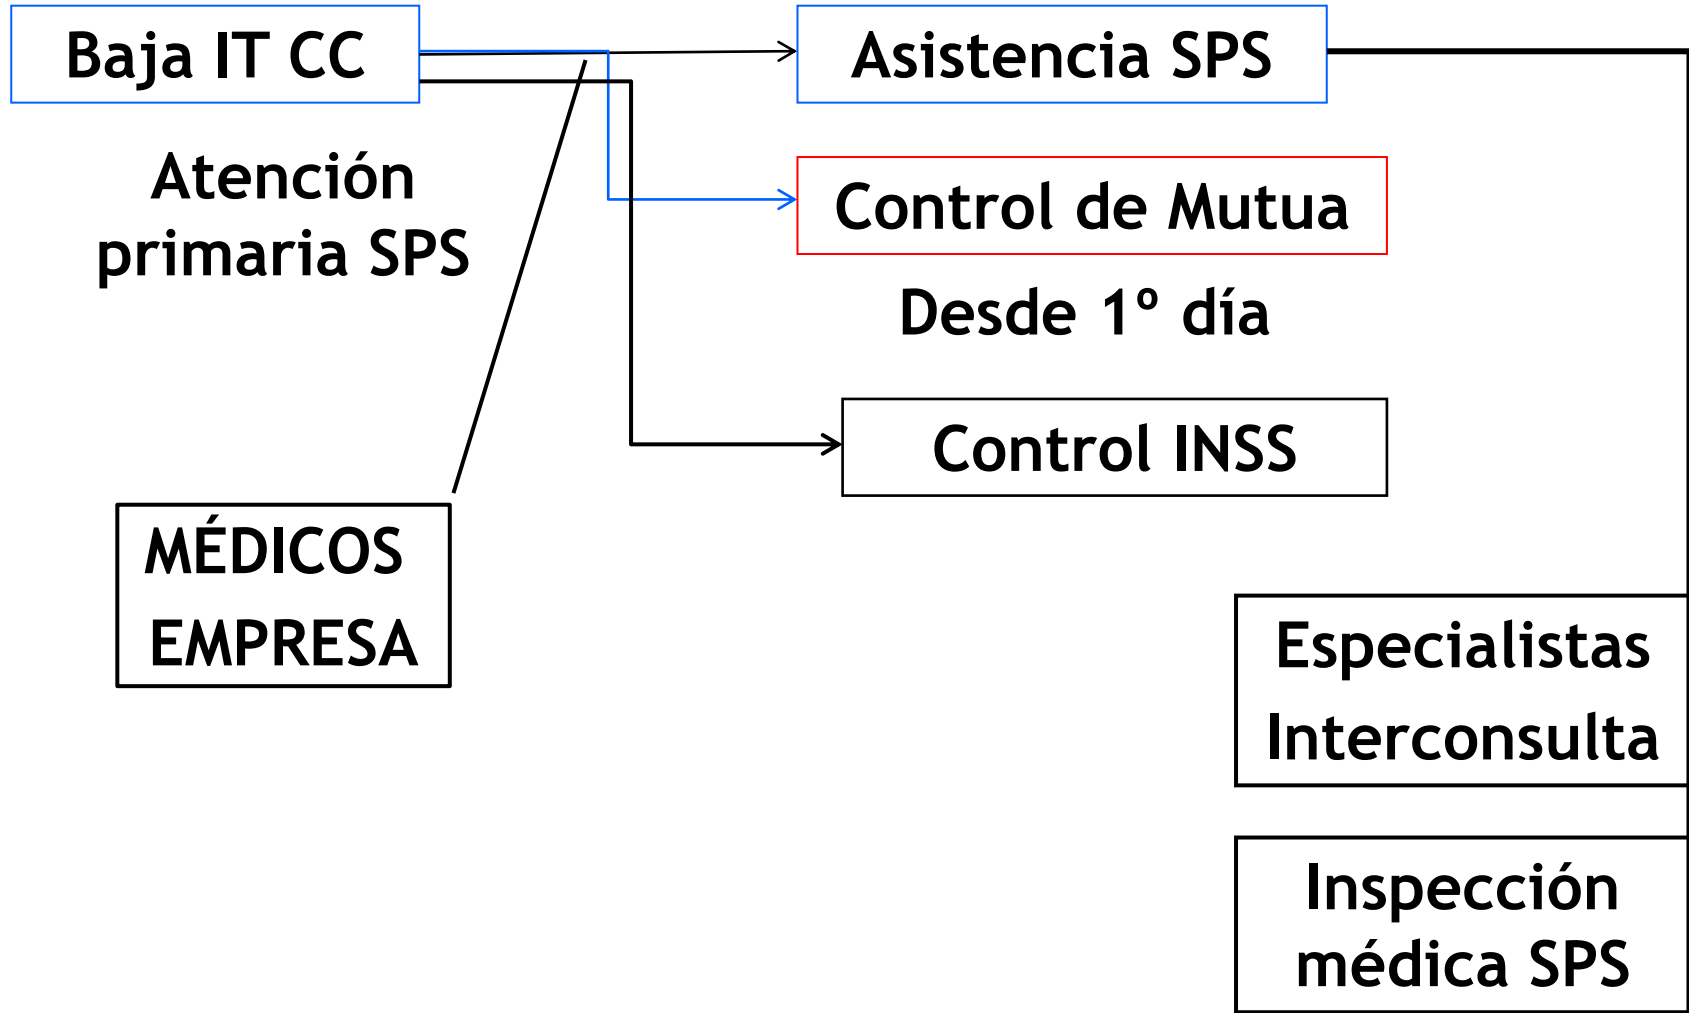 Baja IT CC
Asistencia SPS
Atención
primaria SPS
Control de Mutua
Desde 1º día
Control INSS
MÉDICOS
EMPRESA
Especialistas
Interconsulta
Inspección
médica SPS